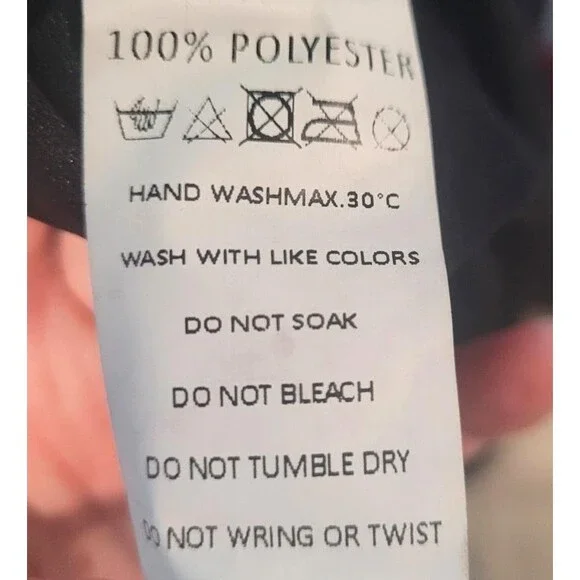 100% POLYESTER
HAND WASHMAX.30°C
WASH WITH LIKE COLORS
DO NOT SOAK
DO NOT BLEACH
DO NOT TUMBLE DRY
DO NOT WRING OR TWIST